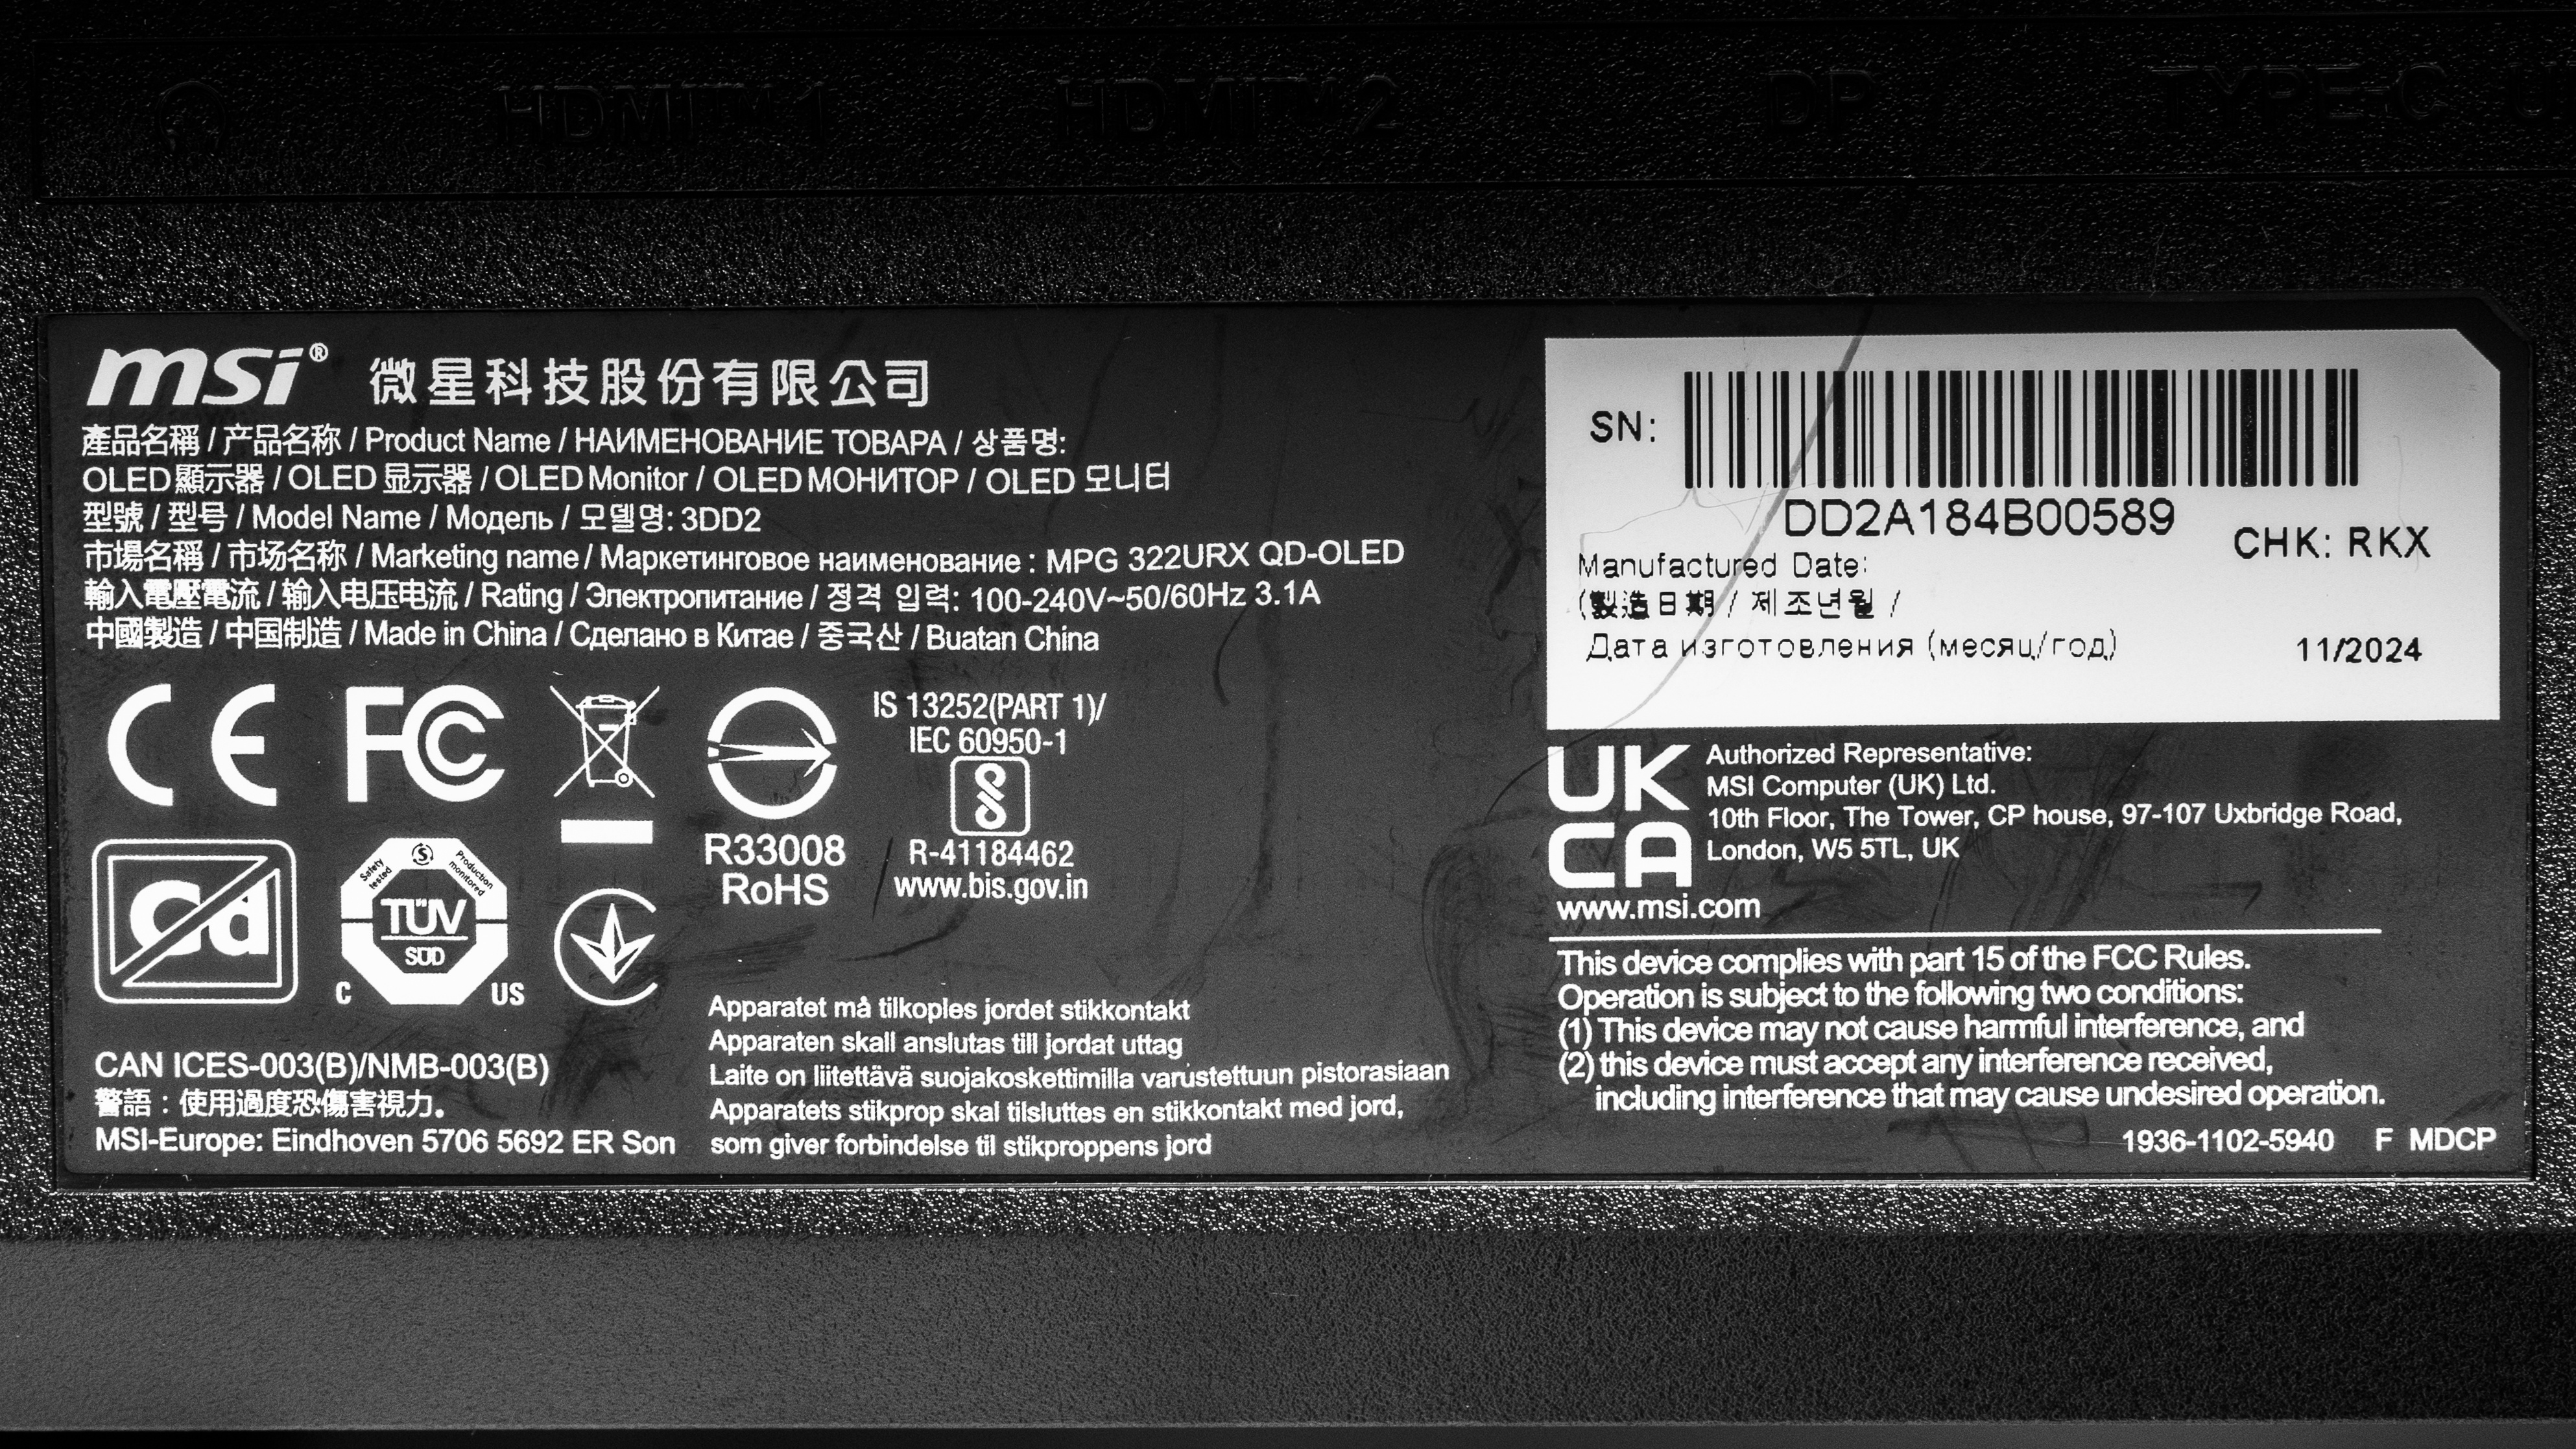 HDMI™ 1
HDMI™ 2
DP
TYPE-C
msi® 微星科技股份有限公司
產品名稱 / 产品名称 / Product Name / НАИМЕНОВАНИЕ ТОВАРА / 상품명:
OLED 顯示器 / OLED 显示器 / OLED Monitor / OLED МОНИТОР / OLED 모니터
型號 / 型号 / Model Name / Модель / 모델명: 3DD2
市場名稱 / 市场名称 / Marketing name / Маркетинговое наименование : MPG 322URX QD-OLED
輸入電壓電流 / 输入电压电流 / Rating / Электропитание / 정격 입력: 100-240V~50/60Hz 3.1A
中國製造 / 中国制造 / Made in China / Сделано в Китае / 중국산 / Buatan China
CE
FC
R33008
RoHS
IS 13252(PART 1)/
IEC 60950-1
R-41184462
www.bis.gov.in
Cd
Safety tested
Production monitored
TÜV
SÜD
C US
CAN ICES-003(B)/NMB-003(B)
警語：使用過度恐傷害視力。
MSI-Europe: Eindhoven 5706 5692 ER Son
Apparatet må tilkoples jordet stikkontakt
Apparaten skall anslutas till jordat uttag
Laite on liitettävä suojakoskettimilla varustettuun pistorasiaan
Apparatets stikprop skal tilsluttes en stikkontakt med jord,
som giver forbindelse til stikproppens jord
SN:
DD2A184B00589
CHK: RKX
Manufactured Date:
(製造日期 / 제조년월 /
Дата изготовления (месяц/год)
11/2024
UK
CA
Authorized Representative:
MSI Computer (UK) Ltd.
10th Floor, The Tower, CP house, 97-107 Uxbridge Road,
London, W5 5TL, UK
www.msi.com
This device complies with part 15 of the FCC Rules.
Operation is subject to the following two conditions:
(1) This device may not cause harmful interference, and
(2) this device must accept any interference received,
including interference that may cause undesired operation.
1936-1102-5940 F MDCP